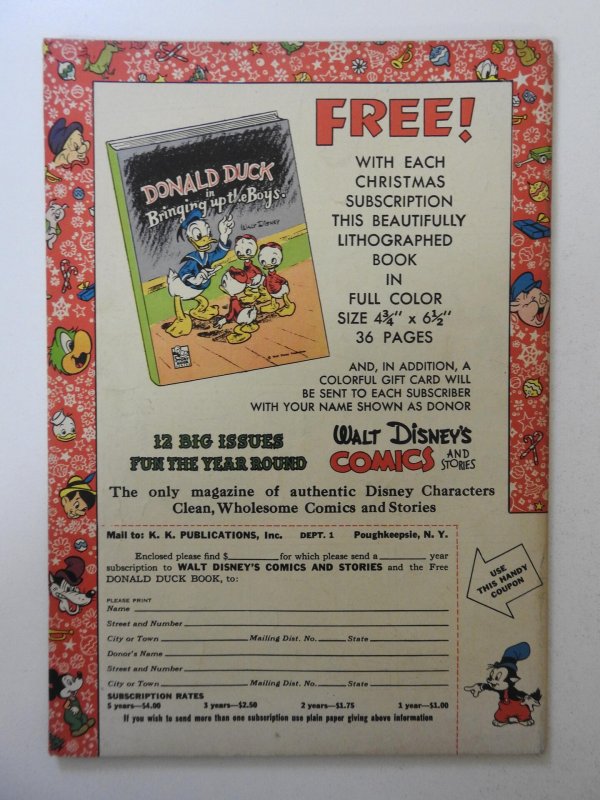 FREE!
WITH EACH
CHRISTMAS
SUBSCRIPTION
THIS BEAUTIFULLY
LITHOGRAPHED
BOOK
IN
FULL COLOR
SIZE 4¾" x 6½"
36 PAGES
DONALD DUCK
in
Bringing up the Boys.
WALT DISNEY
AND, IN ADDITION, A
COLORFUL GIFT CARD WILL
BE SENT TO EACH SUBSCRIBER
WITH YOUR NAME SHOWN AS DONOR
12 BIG ISSUES
FUN THE YEAR ROUND
WALT DISNEY'S
COMICS AND STORIES
The only magazine of authentic Disney Characters
Clean, Wholesome Comics and Stories
Mail to: K. K. PUBLICATIONS, Inc. DEPT. 1 Poughkeepsie, N. Y.
Enclosed please find $ for which please send a year
subscription to WALT DISNEY'S COMICS AND STORIES and the Free
DONALD DUCK BOOK, to:
PLEASE PRINT
Name
Street and Number
City or Town Mailing Dist. No. State
Donor's Name
Street and Number
City or Town Mailing Dist. No. State
SUBSCRIPTION RATES
5 years—$4.00 3 years—$2.50 2 years—$1.75 1 year—$1.00
If you wish to send more than one subscription use plain paper giving above information
USE
THIS HANDY
COUPON